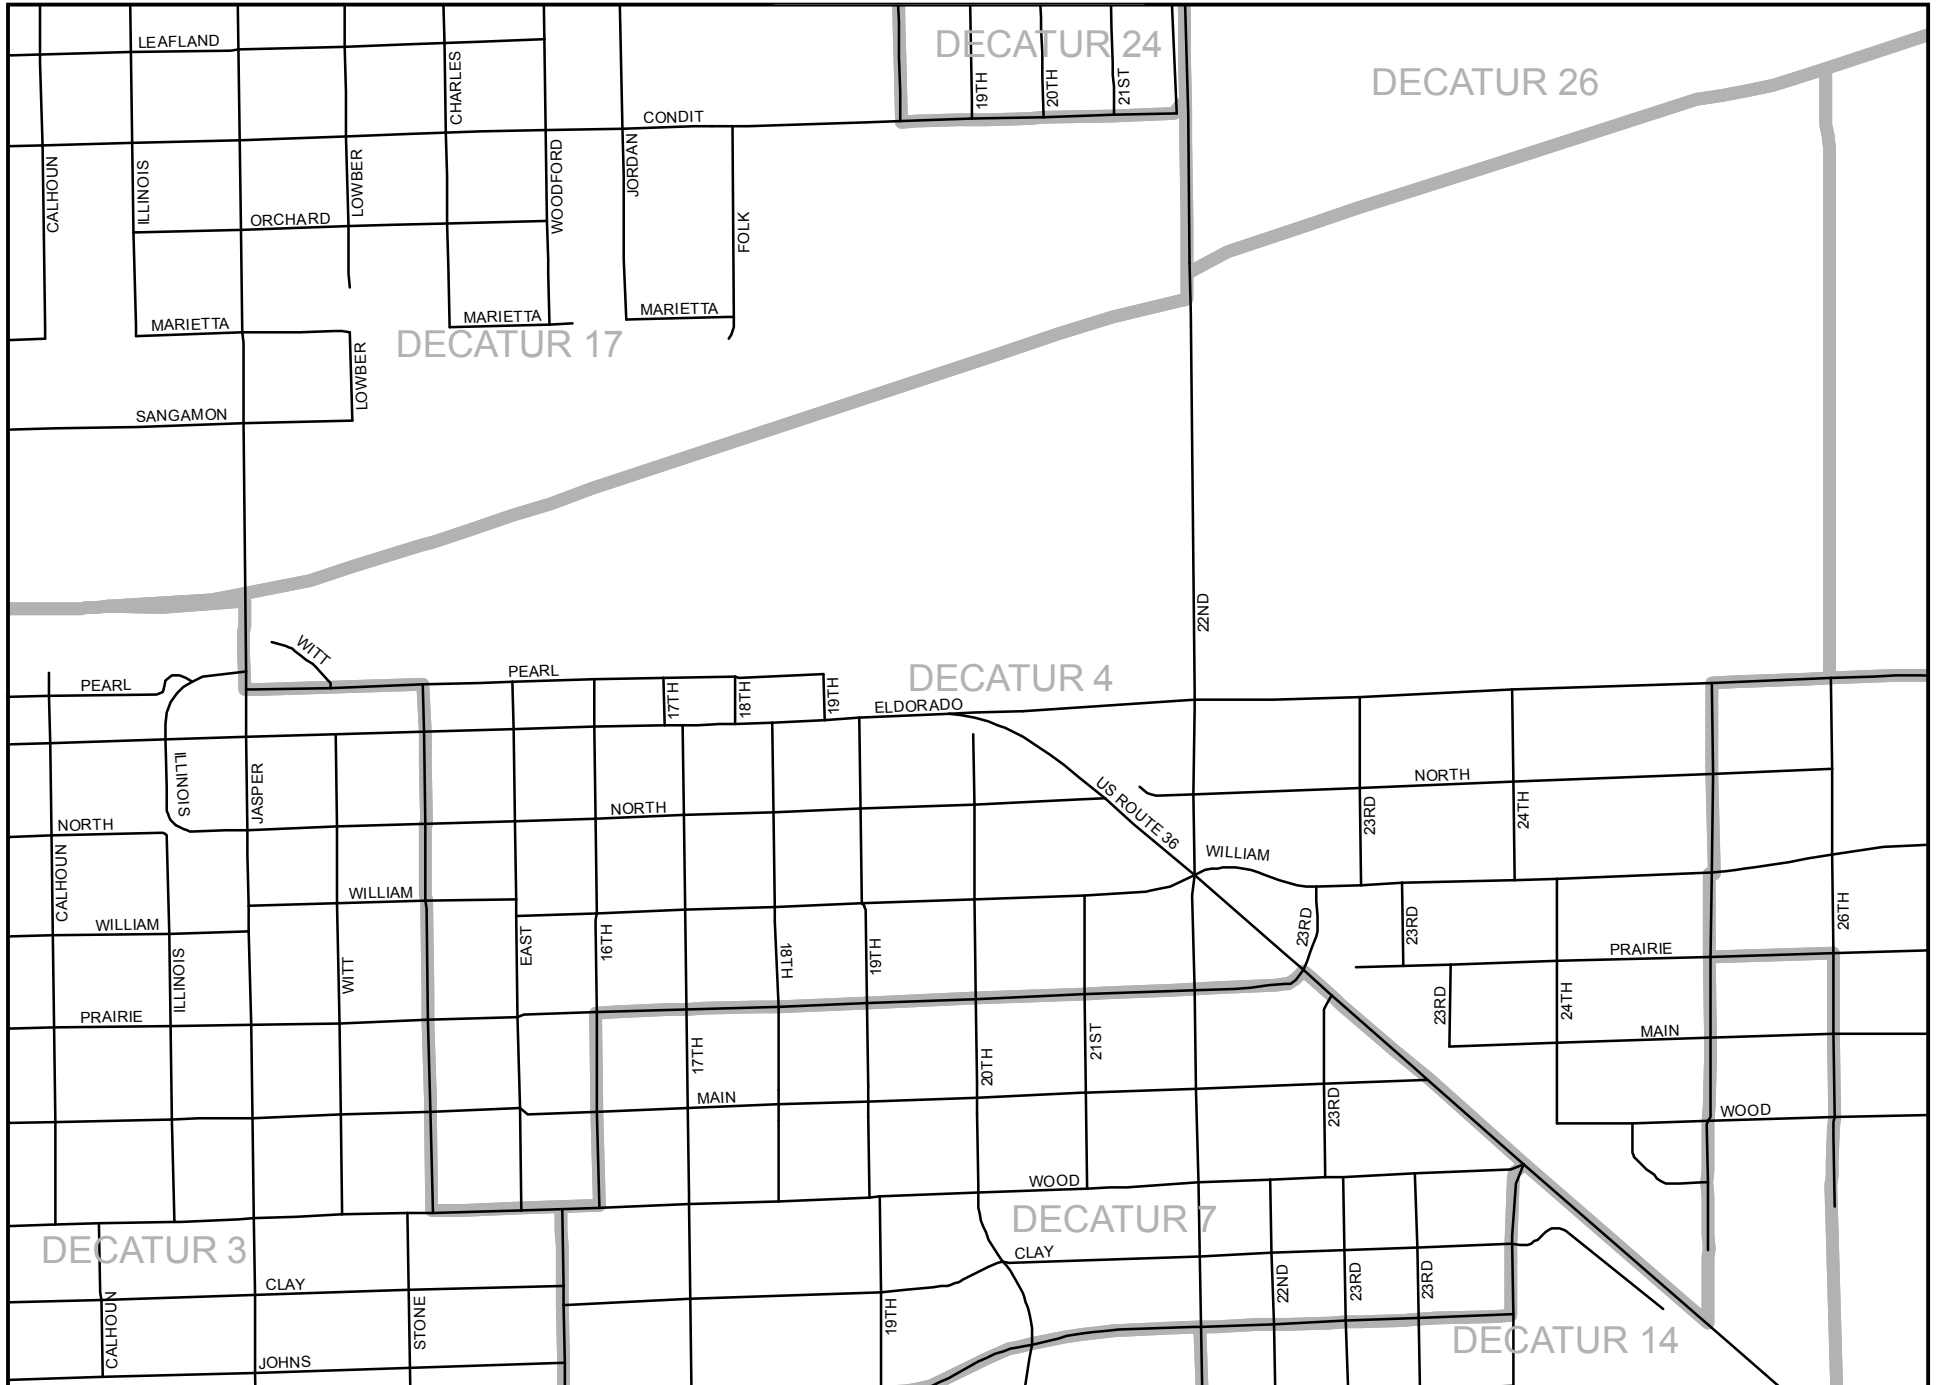 LEAFLAND
CHARLES
DECATUR 24
19TH
20TH
21ST
DECATUR 26
CONDIT
CALHOUN
ILLINOIS
LOWBER
WOODFORD
JORDAN
ORCHARD
FOLK
MARIETTA
MARIETTA
MARIETTA
DECATUR 17
LOWBER
SANGAMON
22ND
WITT
PEARL
PEARL
17TH
18TH
19TH
DECATUR 4
ELDORADO
ILLINOIS
JASPER
US ROUTE 36
NORTH
23RD
24TH
NORTH
NORTH
CALHOUN
WILLIAM
WILLIAM
WILLIAM
ILLINOIS
WITT
EAST
16TH
18TH
19TH
23RD
23RD
26TH
PRAIRIE
23RD
24TH
PRAIRIE
17TH
20TH
21ST
MAIN
MAIN
23RD
WOOD
WOOD
DECATUR 7
DECATUR 3
CLAY
CLAY
CALHOUN
STONE
19TH
22ND
23RD
23RD
DECATUR 14
JOHNS